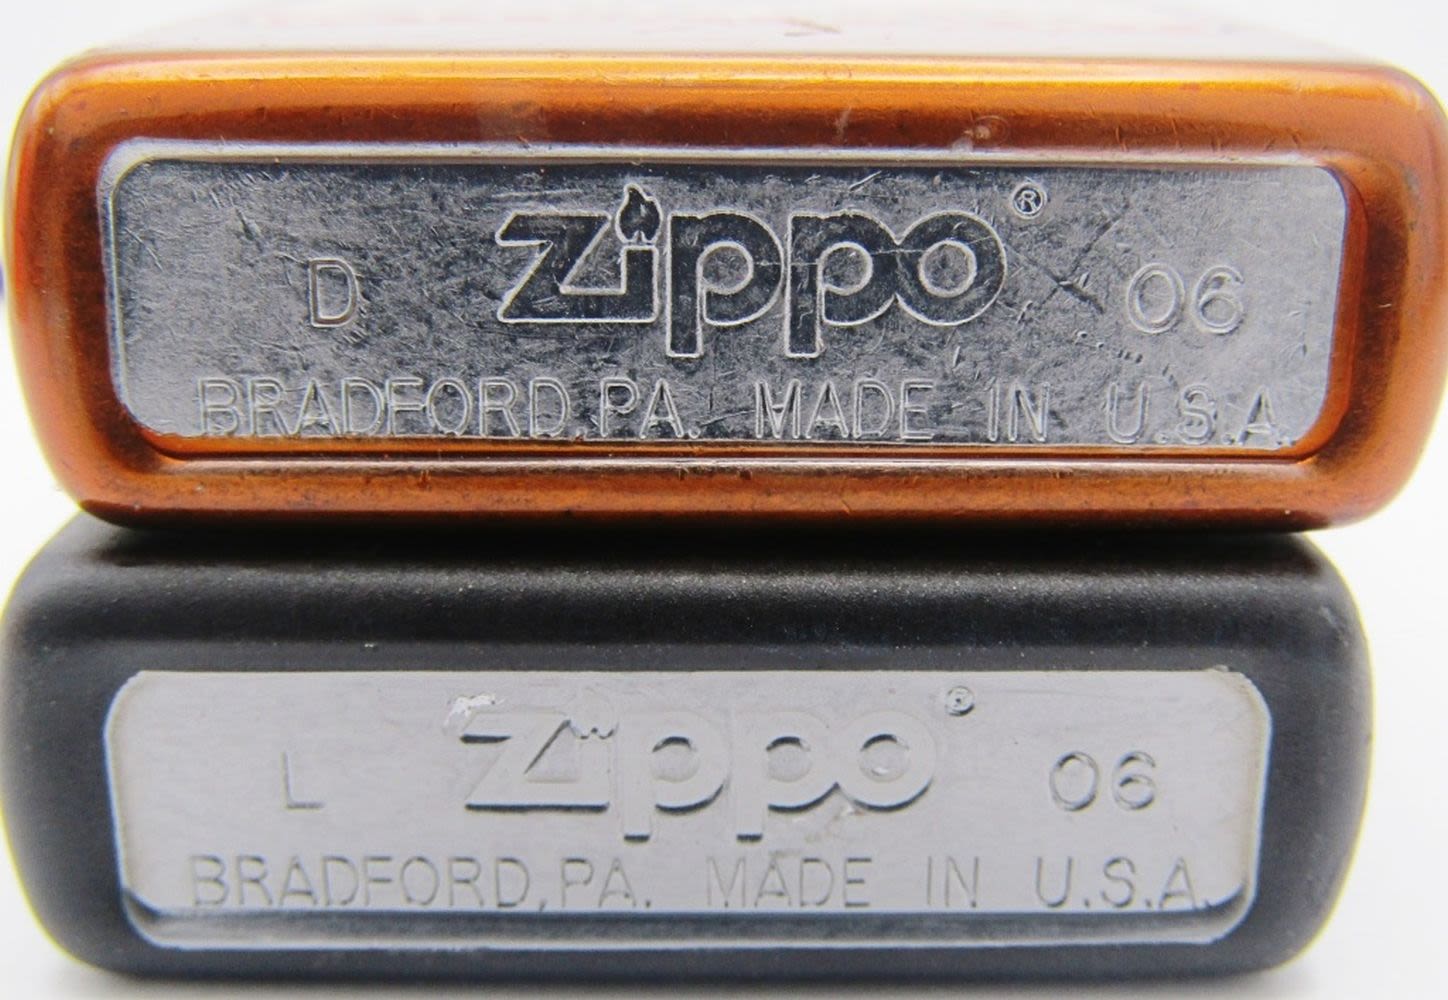 D zippo ® 06
BRADFORD, PA. MADE IN U.S.A.
L zippo ® 06
BRADFORD, PA. MADE IN U.S.A.